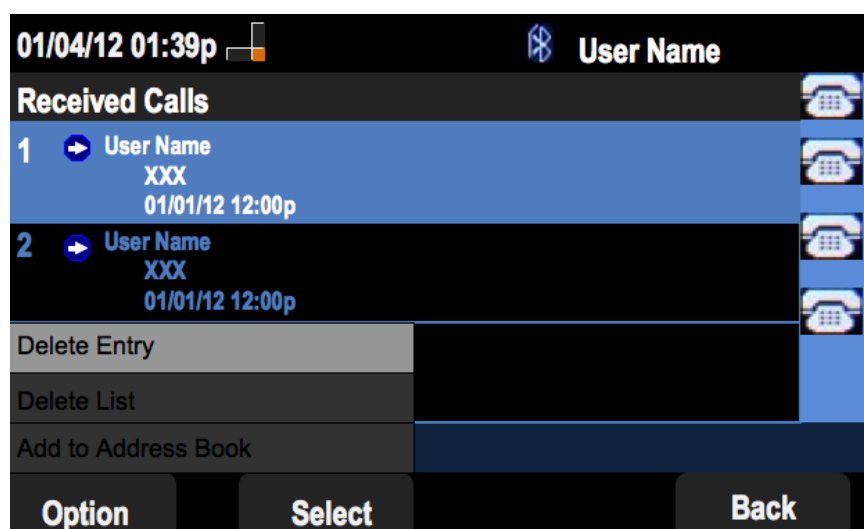 01/04/12 01:39p
User Name
Received Calls
1 User Name
XXX
01/01/12 12:00p
2 User Name
XXX
01/01/12 12:00p
Delete Entry
Delete List
Add to Address Book
Option Select Back